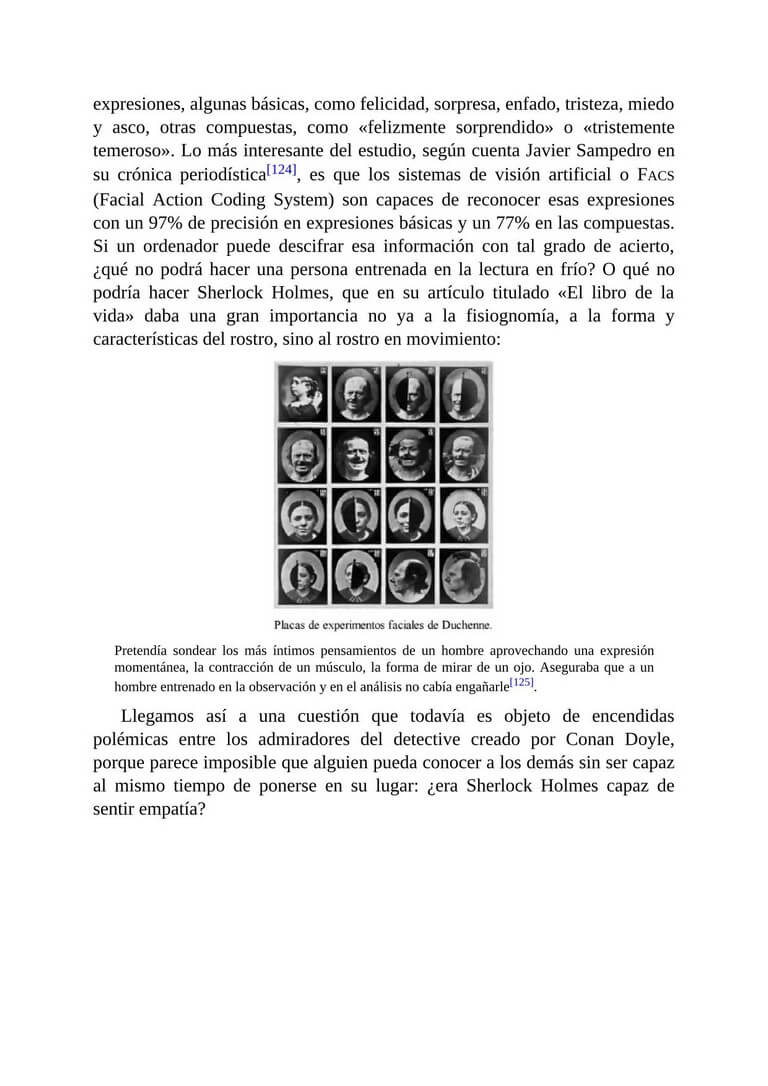 expresiones, algunas básicas, como felicidad, sorpresa, enfado, tristeza, miedo
y asco, otras compuestas, como «felizmente sorprendido» o «tristemente
temeroso». Lo más interesante del estudio, según cuenta Javier Sampedro en
su crónica periodística[124], es que los sistemas de visión artificial o FACS
(Facial Action Coding System) son capaces de reconocer esas expresiones
con un 97% de precisión en expresiones básicas y un 77% en las compuestas.
Si un ordenador puede descifrar esa información con tal grado de acierto,
¿qué no podrá hacer una persona entrenada en la lectura en frío? O qué no
podría hacer Sherlock Holmes, que en su artículo titulado «El libro de la
vida» daba una gran importancia no ya a la fisiognomía, a la forma y
características del rostro, sino al rostro en movimiento:
Placas de experimentos faciales de Duchenne.
Pretendía sondear los más íntimos pensamientos de un hombre aprovechando una expresión
momentánea, la contracción de un músculo, la forma de mirar de un ojo. Aseguraba que a un
hombre entrenado en la observación y en el análisis no cabía engañarle[125].
Llegamos así a una cuestión que todavía es objeto de encendidas
polémicas entre los admiradores del detective creado por Conan Doyle,
porque parece imposible que alguien pueda conocer a los demás sin ser capaz
al mismo tiempo de ponerse en su lugar: ¿era Sherlock Holmes capaz de
sentir empatía?